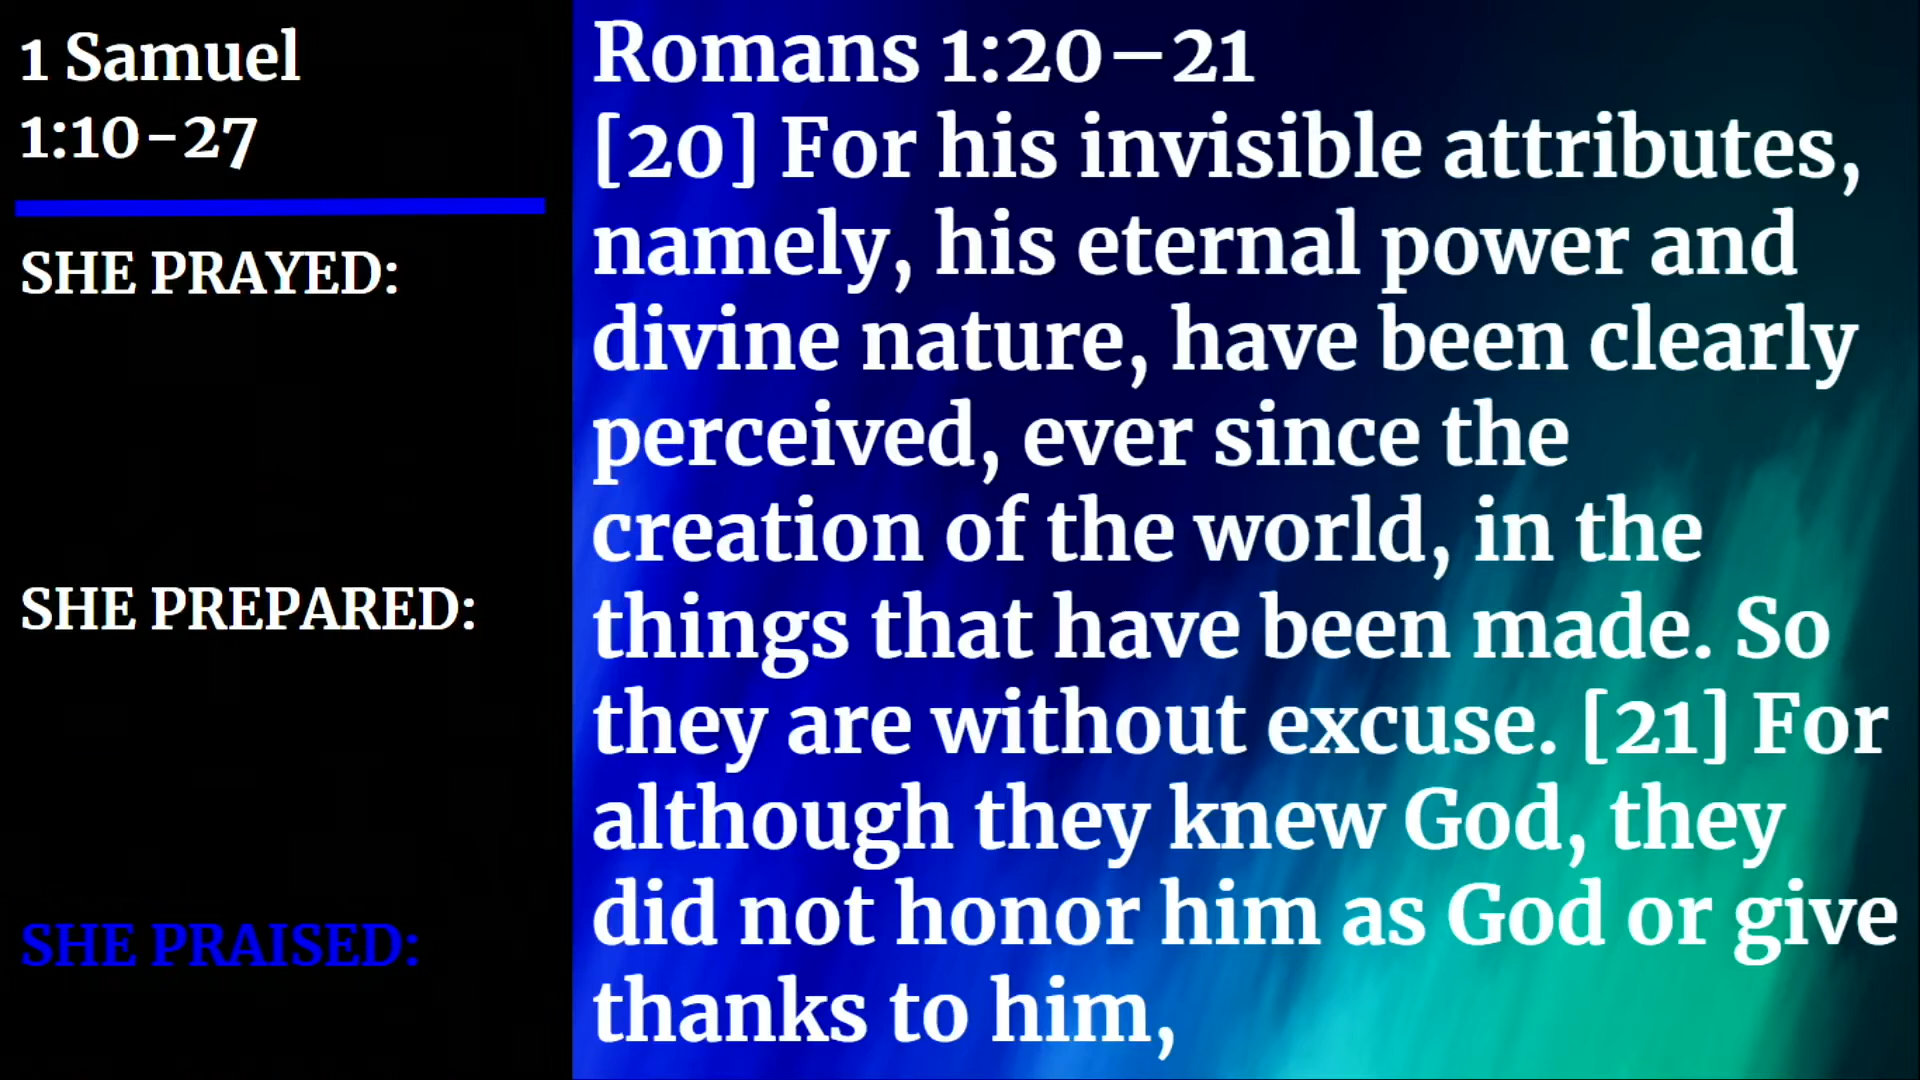 1 Samuel
1:10-27
SHE PRAYED:
SHE PREPARED:
SHE PRAISED:
Romans 1:20–21
[20] For his invisible attributes,
namely, his eternal power and
divine nature, have been clearly
perceived, ever since the
creation of the world, in the
things that have been made. So
they are without excuse. [21] For
although they knew God, they
did not honor him as God or give
thanks to him,